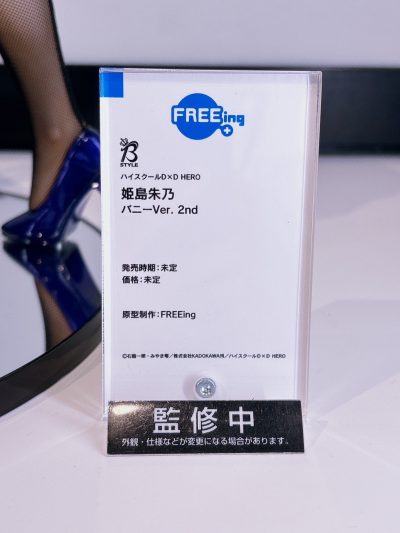 FREEing
B
STYLE
ハイスクールD×D HERO
姫島朱乃
バニーVer. 2nd
発売時期：未定
価格：未定
原型制作：FREEing
©石踏一榮・みやま零／株式会社KADOKAWA刊／ハイスクールD×D HERO
監修中
外観・仕様などが変更になる場合があります。